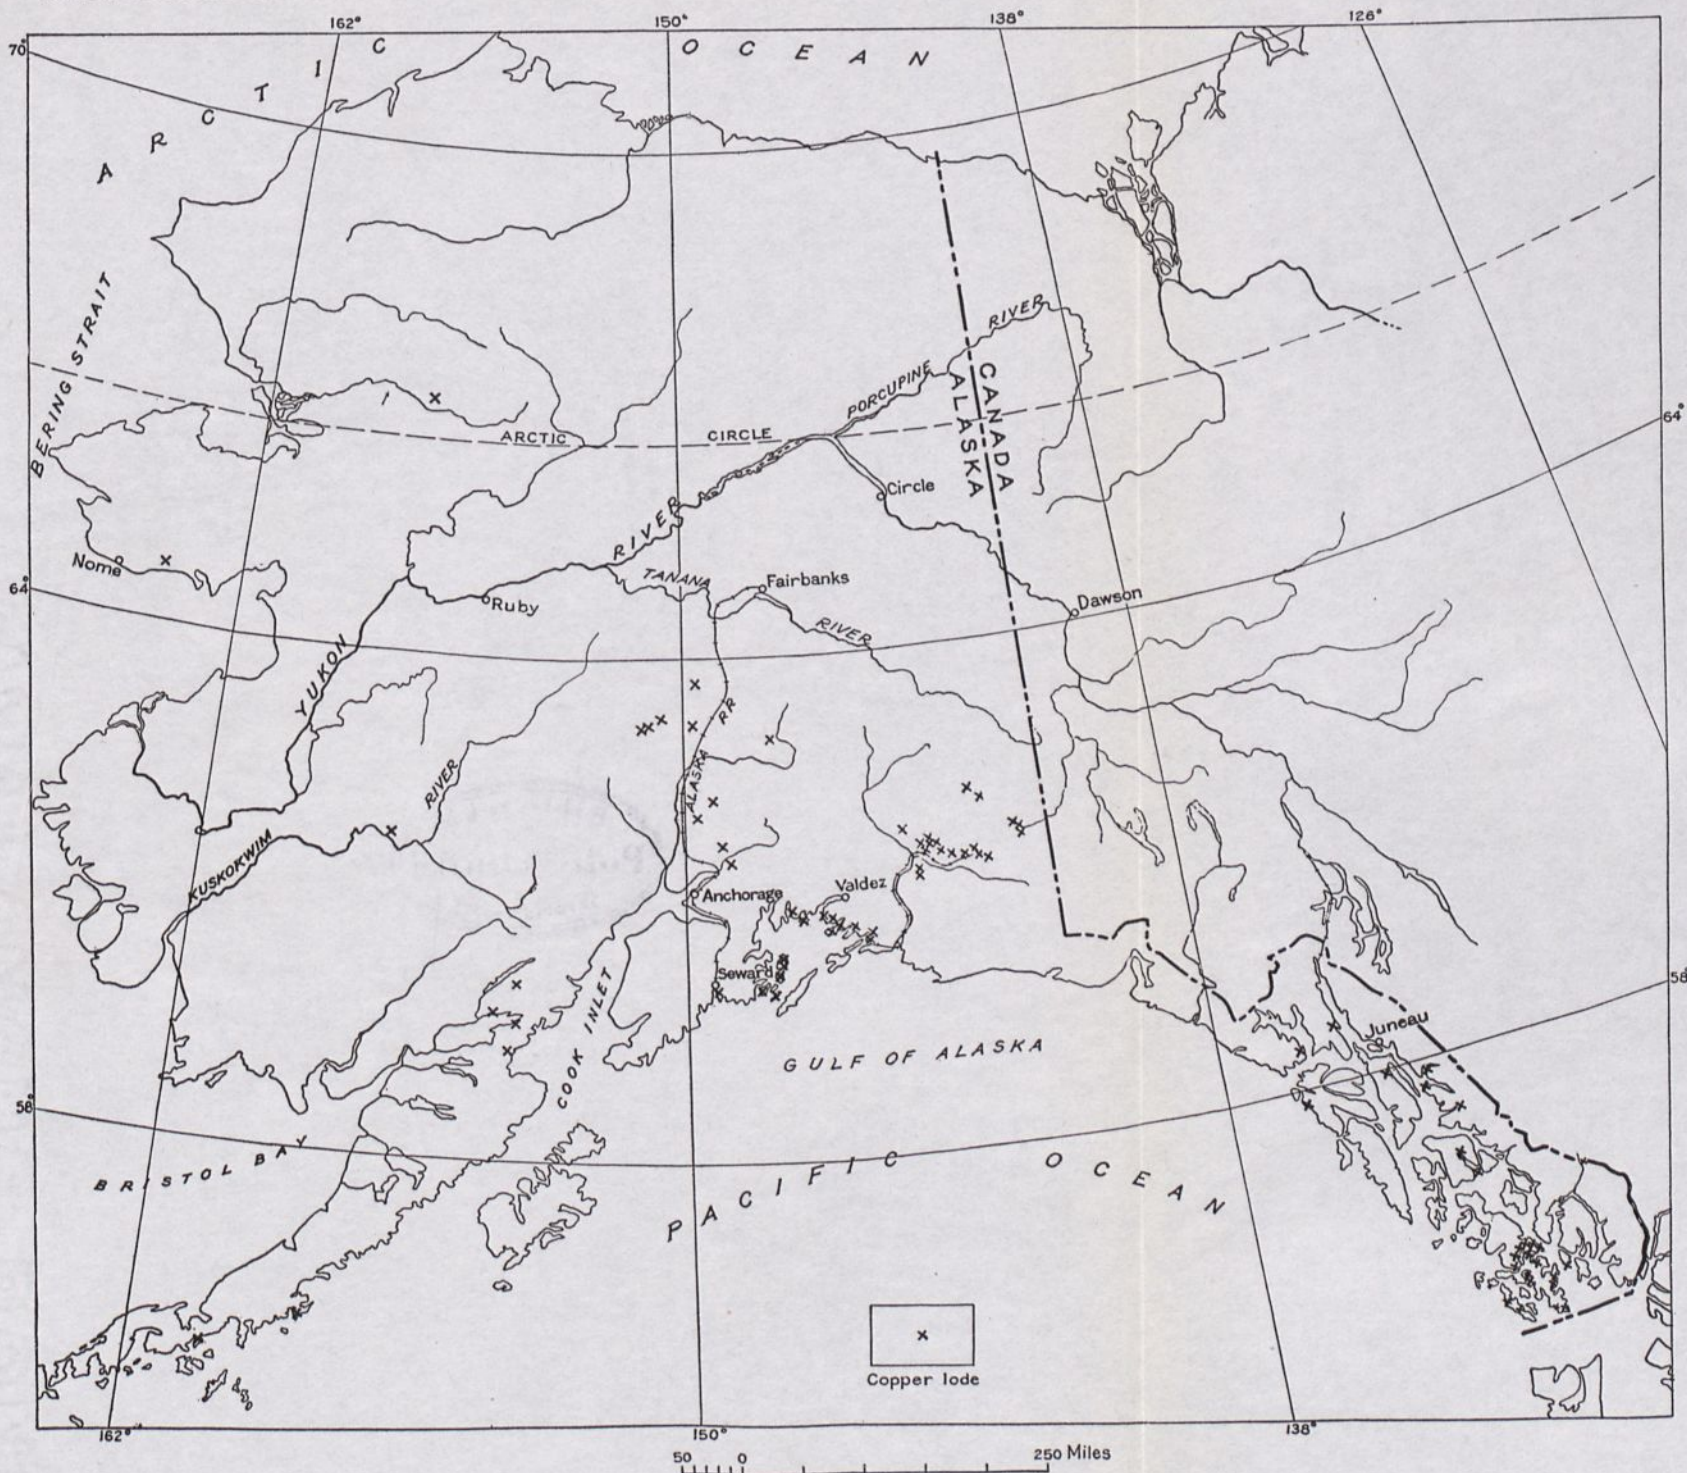 162° 150° 138° 126°
70°
ARCTIC OCEAN
BERING STRAIT
PORCUPINE RIVER
CANADA
ALASKA
ARCTIC CIRCLE
64°
Circle
YUKON RIVER
Nome
64°
Ruby
TANANA RIVER
Fairbanks
Dawson
ALASKA RR
KUSKOKWIM RIVER
Anchorage
Valdez
Seward
COOK INLET
58°
Juneau
GULF OF ALASKA
58°
BRISTOL BAY
PACIFIC OCEAN
x
Copper lode
162° 150° 138°
50 0 250 Miles